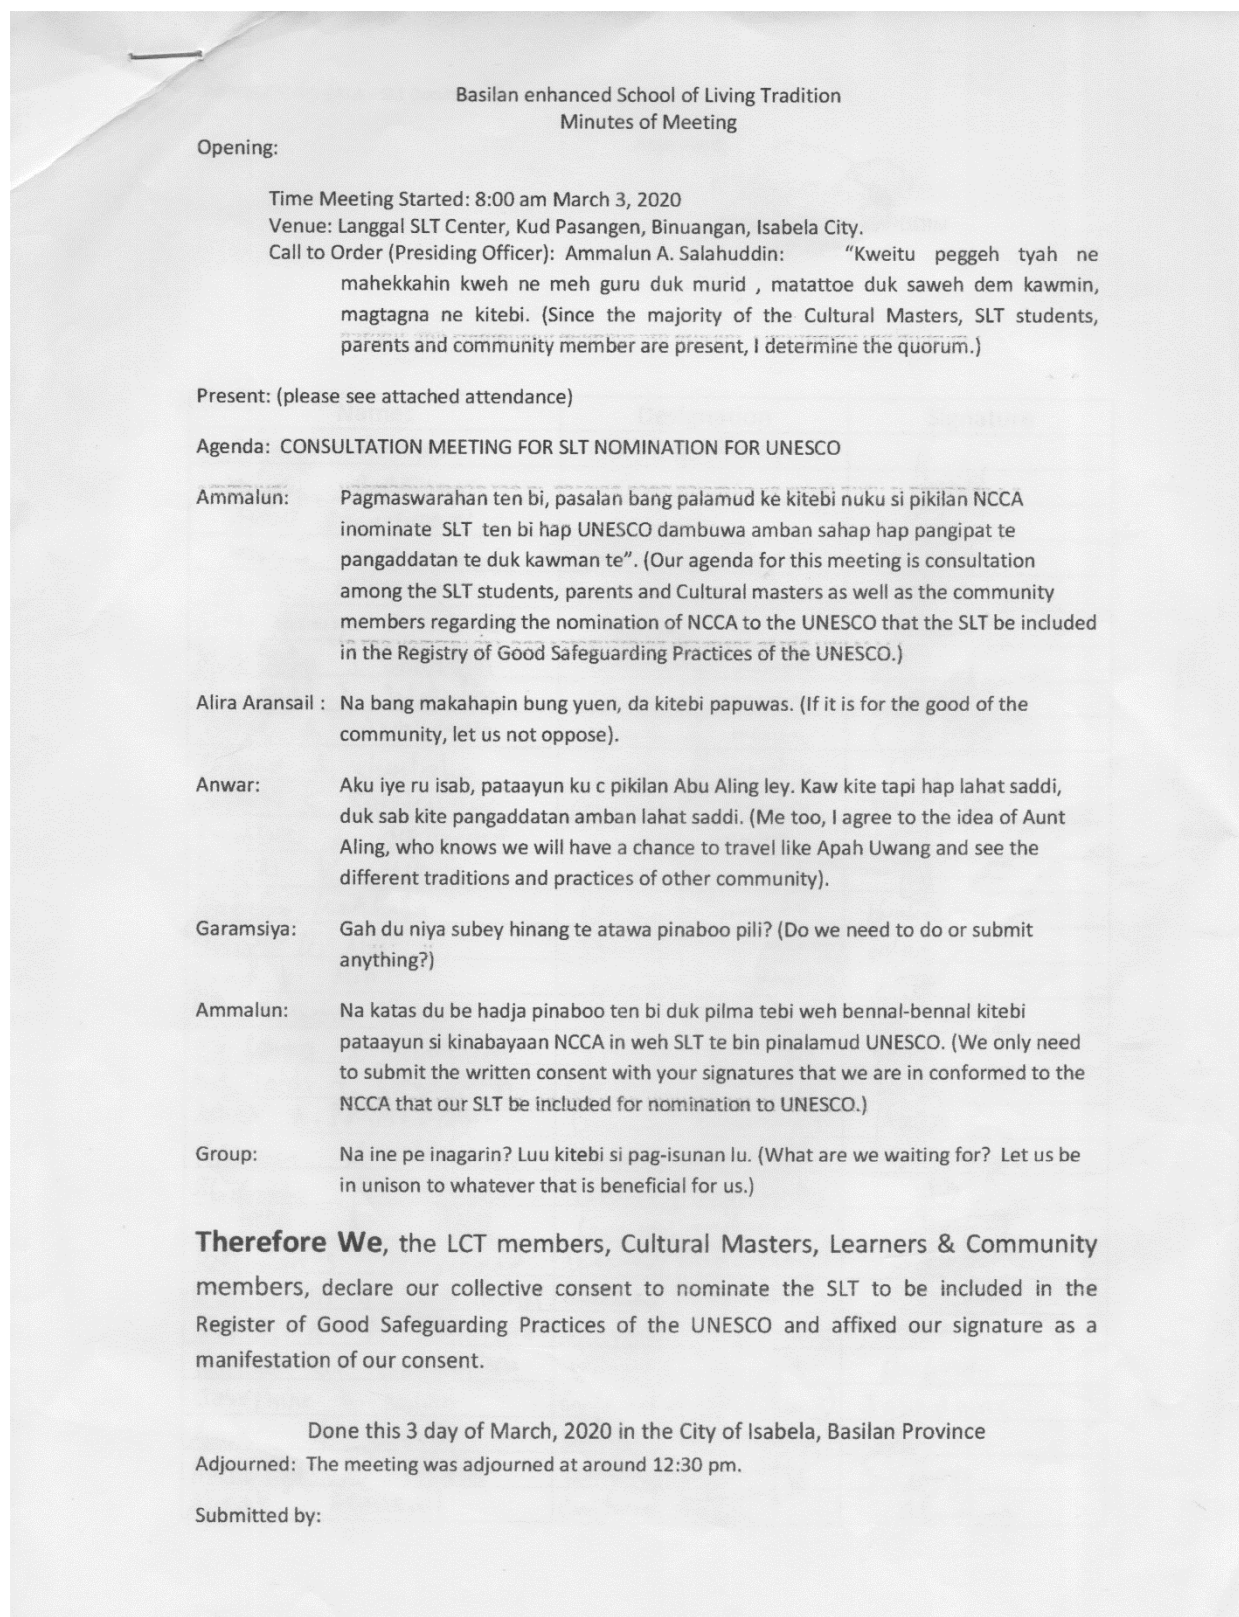 Basilan enhanced School of Living Tradition
Minutes of Meeting
Opening:
Time Meeting Started: 8:00 am March 3, 2020
Venue: Langgal SLT Center, Kud Pasangen, Binuangan, Isabela City.
Call to Order (Presiding Officer): Ammalun A. Salahuddin: “Kweitu peggeh tyah ne
mahekkahin kweh ne meh guru duk murid , matattoe duk saweh dem kawmin,
magtagna ne kitebi. (Since the majority of the Cultural Masters, SLT students,
parents and community member are present, I determine the quorum.)
Present: (please see attached attendance)
Agenda: CONSULTATION MEETING FOR SLT NOMINATION FOR UNESCO
Ammalun: Pagmaswarahan ten bi, pasalan bang palamud ke kitebi nuku si pikilan NCCA
inominate SLT ten bi hap UNESCO dambuwa amban sahap hap pangipat te
pangaddatan te duk kawman te”. (Our agenda for this meeting is consultation
among the SLT students, parents and Cultural masters as well as the community
members regarding the nomination of NCCA to the UNESCO that the SLT be included
in the Registry of Good Safeguarding Practices of the UNESCO.)
Alira Aransail : Na bang makahapin bung yuen, da kitebi papuwas. (If it is for the good of the
community, let us not oppose).
Anwar: Aku iye ru isab, pataayun ku c pikilan Abu Aling ley. Kaw kite tapi hap lahat saddi,
duk sab kite pangaddatan amban lahat saddi. (Me too, I agree to the idea of Aunt
Aling, who knows we will have a chance to travel like Apah Uwang and see the
different traditions and practices of other community).
Garamsiya: Gah du niya subey hinang te atawa pinaboo pili? (Do we need to do or submit
anything?)
Ammalun: Na katas du be hadja pinaboo ten bi duk pilma tebi weh bennal-bennal kitebi
pataayun si kinabayaan NCCA in weh SLT te bin pinalamud UNESCO. (We only need
to submit the written consent with your signatures that we are in conformed to the
NCCA that our SLT be included for nomination to UNESCO.)
Group: Na ine pe inagarin? Luu kitebi si pag-isunan lu. (What are we waiting for? Let us be
in unison to whatever that is beneficial for us.)
Therefore We, the LCT members, Cultural Masters, Learners & Community
members, declare our collective consent to nominate the SLT to be included in the
Register of Good Safeguarding Practices of the UNESCO and affixed our signature as a
manifestation of our consent.
Done this 3 day of March, 2020 in the City of Isabela, Basilan Province
Adjourned: The meeting was adjourned at around 12:30 pm.
Submitted by: